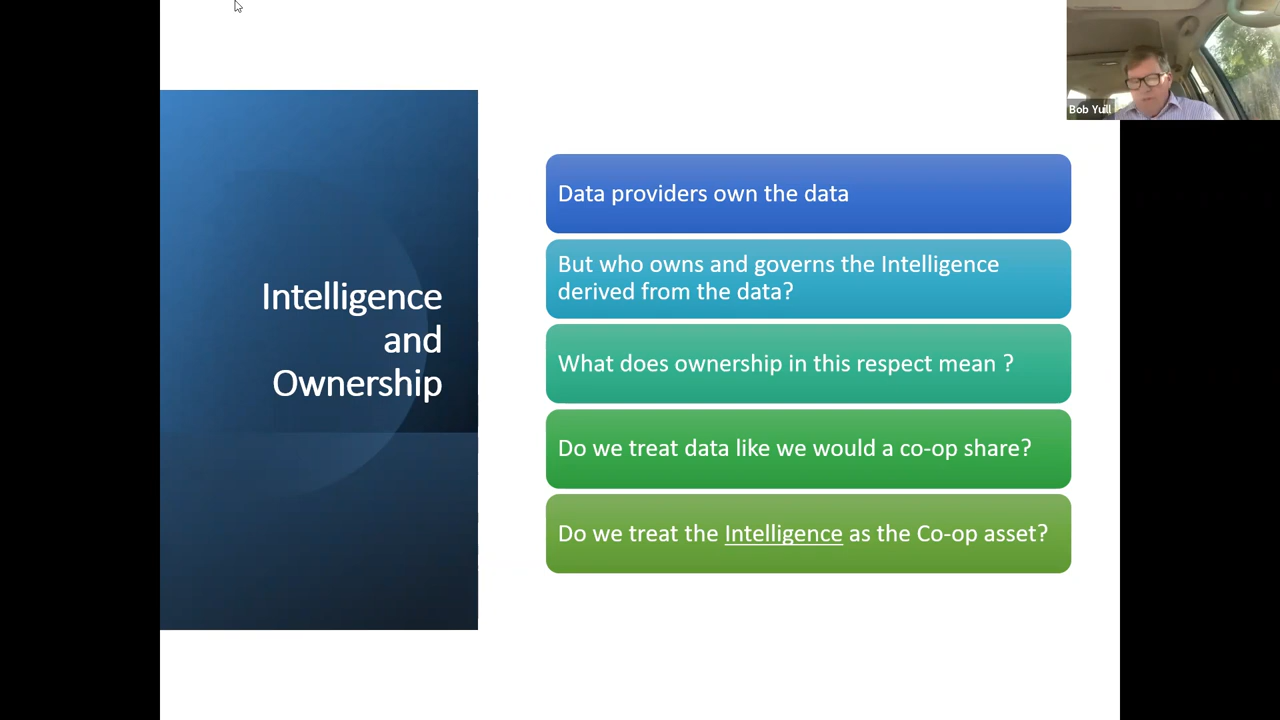 Bob Yuill
Intelligence
and
Ownership
Data providers own the data
But who owns and governs the Intelligence
derived from the data?
What does ownership in this respect mean ?
Do we treat data like we would a co-op share?
Do we treat the Intelligence as the Co-op asset?